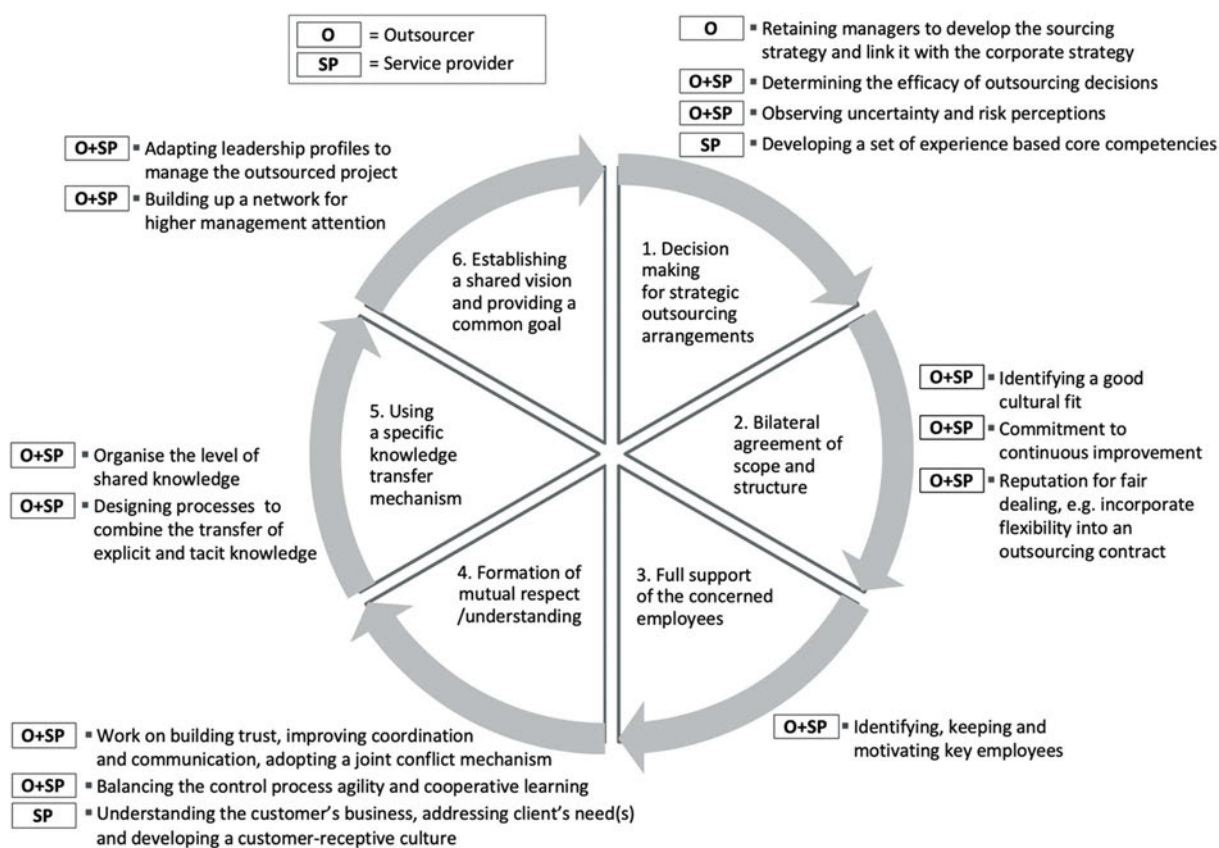 O = Outsourcer
SP = Service provider
O ▪ Retaining managers to develop the sourcing
strategy and link it with the corporate strategy
O+SP ▪ Determining the efficacy of outsourcing decisions
O+SP ▪ Observing uncertainty and risk perceptions
SP ▪ Developing a set of experience based core competencies
O+SP ▪ Adapting leadership profiles to
manage the outsourced project
O+SP ▪ Building up a network for
higher management attention
6. Establishing
a shared vision
and providing a
common goal
1. Decision
making
for strategic
outsourcing
arrangements
O+SP ▪ Identifying a good
cultural fit
O+SP ▪ Commitment to
continuous improvement
O+SP ▪ Reputation for fair
dealing, e.g. incorporate
flexibility into an
outsourcing contract
5. Using
a specific
knowledge
transfer
mechanism
2. Bilateral
agreement of
scope and
structure
O+SP ▪ Organise the level of
shared knowledge
O+SP ▪ Designing processes to
combine the transfer of
explicit and tacit knowledge
4. Formation of
mutual respect
/understanding
3. Full support
of the concerned
employees
O+SP ▪ Identifying, keeping and
motivating key employees
O+SP ▪ Work on building trust, improving coordination
and communication, adopting a joint conflict mechanism
O+SP ▪ Balancing the control process agility and cooperative learning
SP ▪ Understanding the customer's business, addressing client's need(s)
and developing a customer-receptive culture